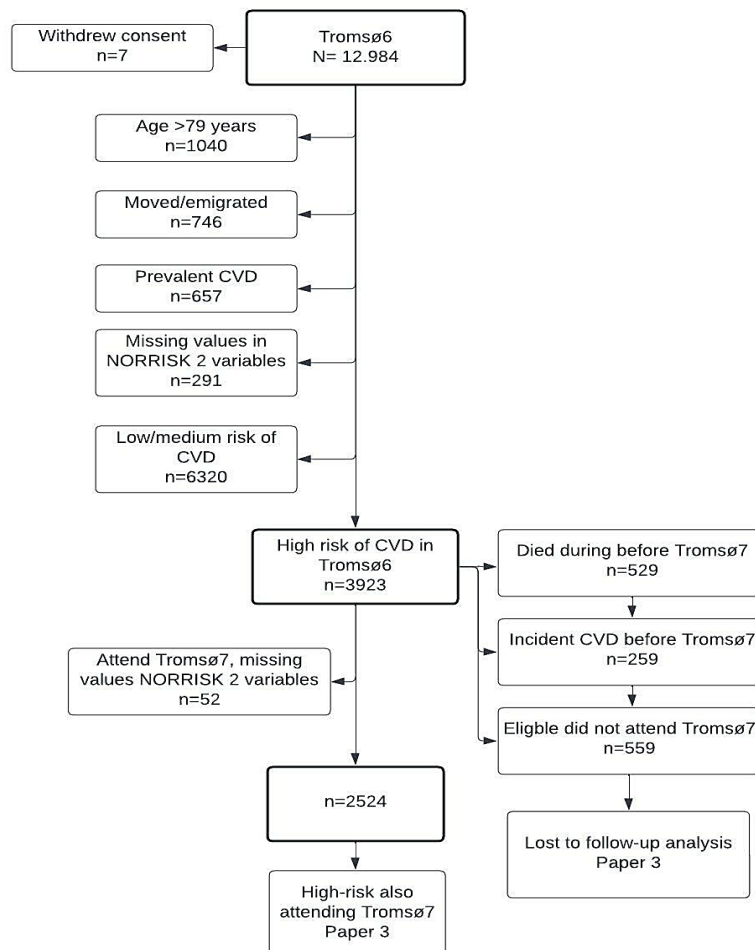 Withdrew consent
n=7
Tromsø6
N= 12.984
Age >79 years
n=1040
Moved/emigrated
n=746
Prevalent CVD
n=657
Missing values in
NORRISK 2 variables
n=291
Low/medium risk of
CVD
n=6320
High risk of CVD in
Tromsø6
n=3923
Died during before Tromsø7
n=529
Incident CVD before Tromsø7
n=259
Attend Tromsø7, missing
values NORRISK 2 variables
n=52
Eligble did not attend Tromsø7
n=559
n=2524
Lost to follow-up analysis
Paper 3
High-risk also
attending Tromsø7
Paper 3